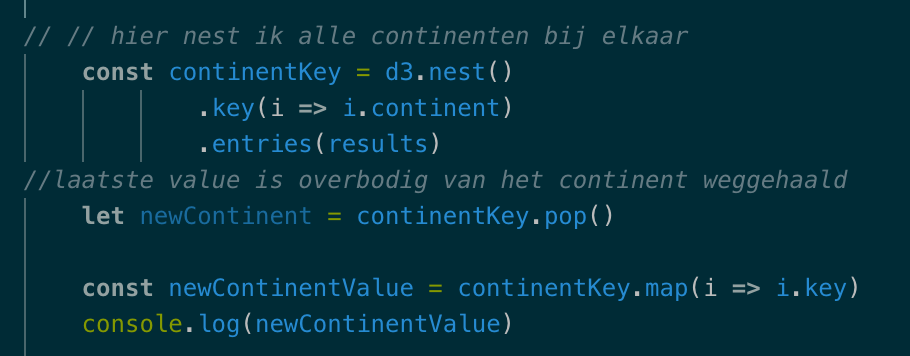 // // hier nest ik alle continenten bij elkaar
const continentKey = d3.nest()
.key(i => i.continent)
.entries(results)
//laatste value is overbodig van het continent weggehaald
let newContinent = continentKey.pop()
const newContinentValue = continentKey.map(i => i.key)
console.log(newContinentValue)